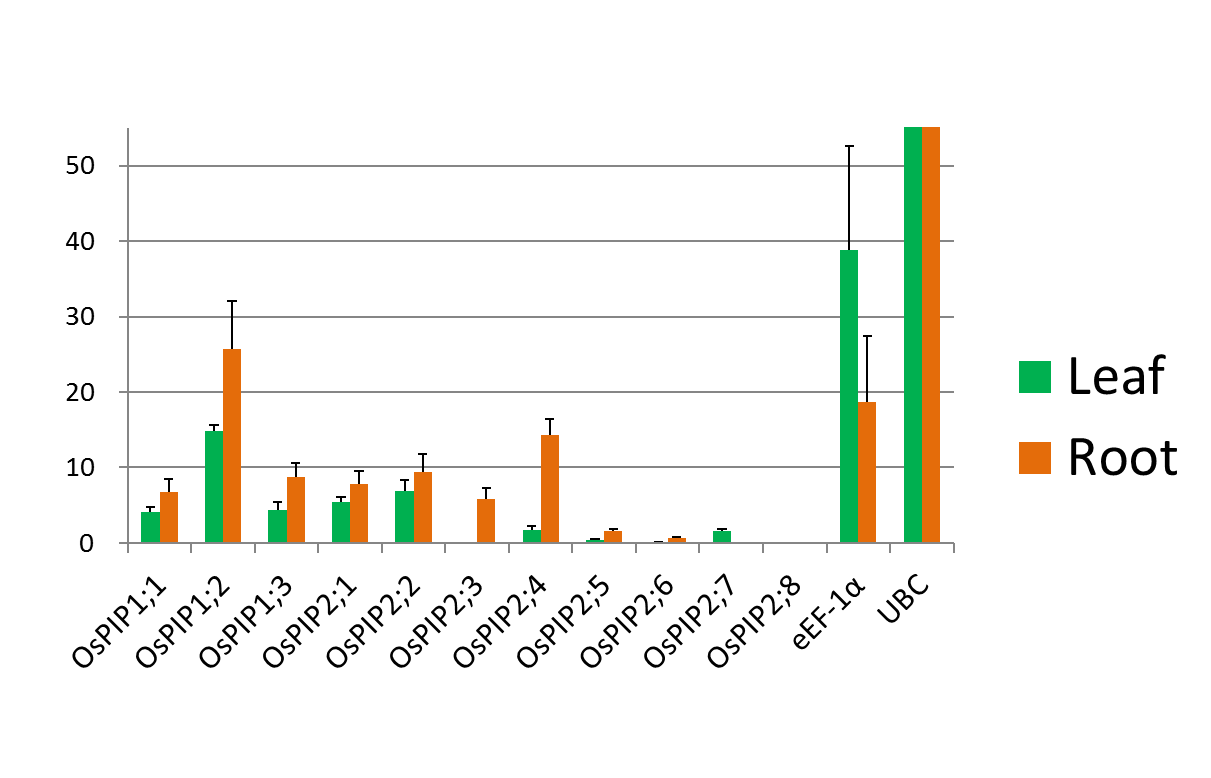 50
40
30
20
10
0
OsPIP1;1
OsPIP1;2
OsPIP1;3
OsPIP2;1
OsPIP2;2
OsPIP2;3
OsPIP2;4
OsPIP2;5
OsPIP2;6
OsPIP2;7
OsPIP2;8
eEF-1α
UBC
Leaf
Root